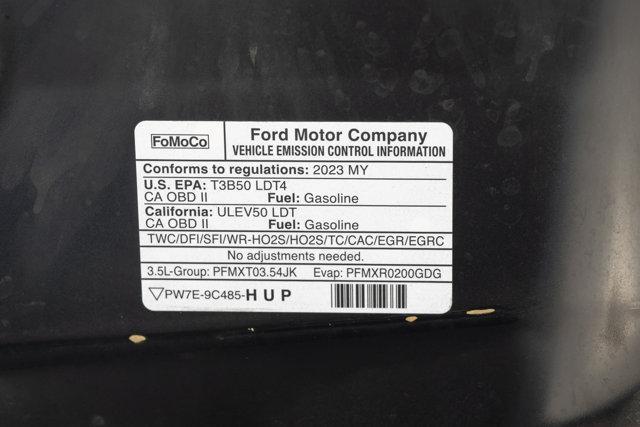 FoMoCo
Ford Motor Company
VEHICLE EMISSION CONTROL INFORMATION
Conforms to regulations: 2023 MY
U.S. EPA: T3B50 LDT4
CA OBD II Fuel: Gasoline
California: ULEV50 LDT
CA OBD II Fuel: Gasoline
TWC/DFI/SFI/WR-HO2S/HO2S/TC/CAC/EGR/EGRC
No adjustments needed.
3.5L-Group: PFMXT03.54JK Evap: PFMXR0200GDG
PW7E-9C485-HUP